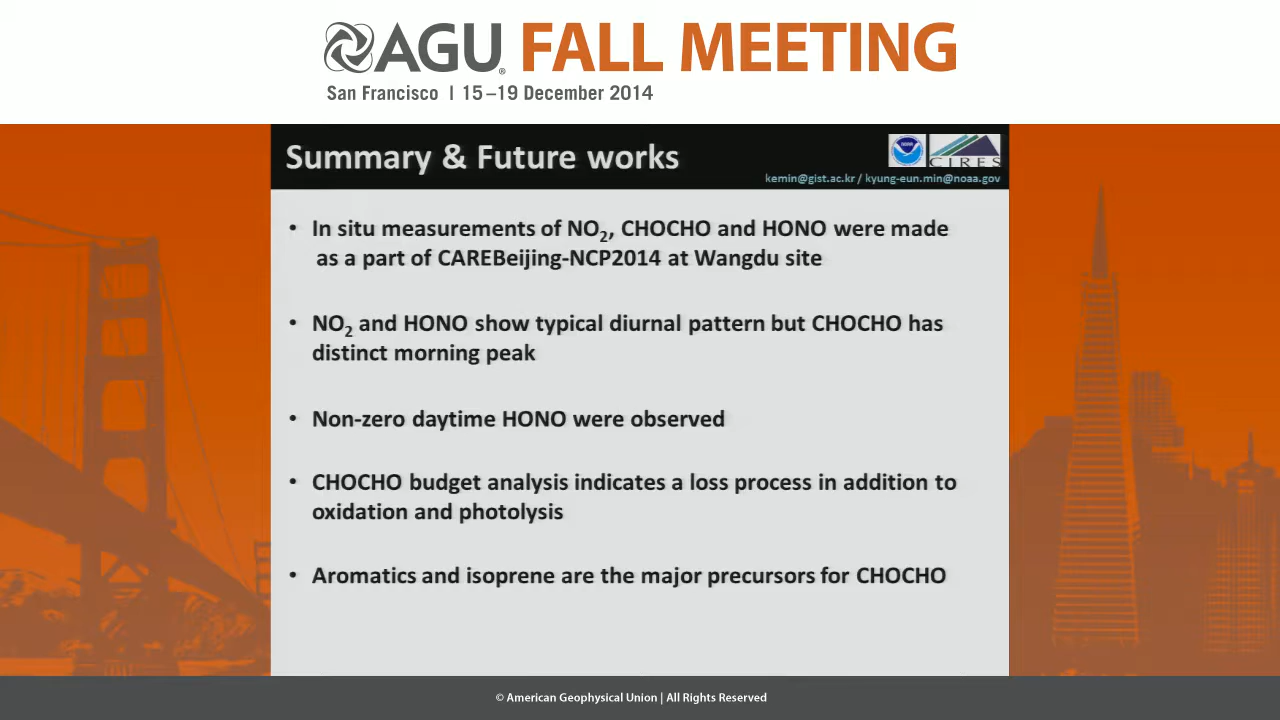 AGU FALL MEETING
San Francisco | 15–19 December 2014
Summary & Future works
NOAA
CIRES
kemin@gist.ac.kr / kyung-eun.min@noaa.gov
• In situ measurements of NO₂, CHOCHO and HONO were made
as a part of CAREBeijing-NCP2014 at Wangdu site
• NO₂ and HONO show typical diurnal pattern but CHOCHO has
distinct morning peak
• Non-zero daytime HONO were observed
• CHOCHO budget analysis indicates a loss process in addition to
oxidation and photolysis
• Aromatics and isoprene are the major precursors for CHOCHO
© American Geophysical Union | All Rights Reserved